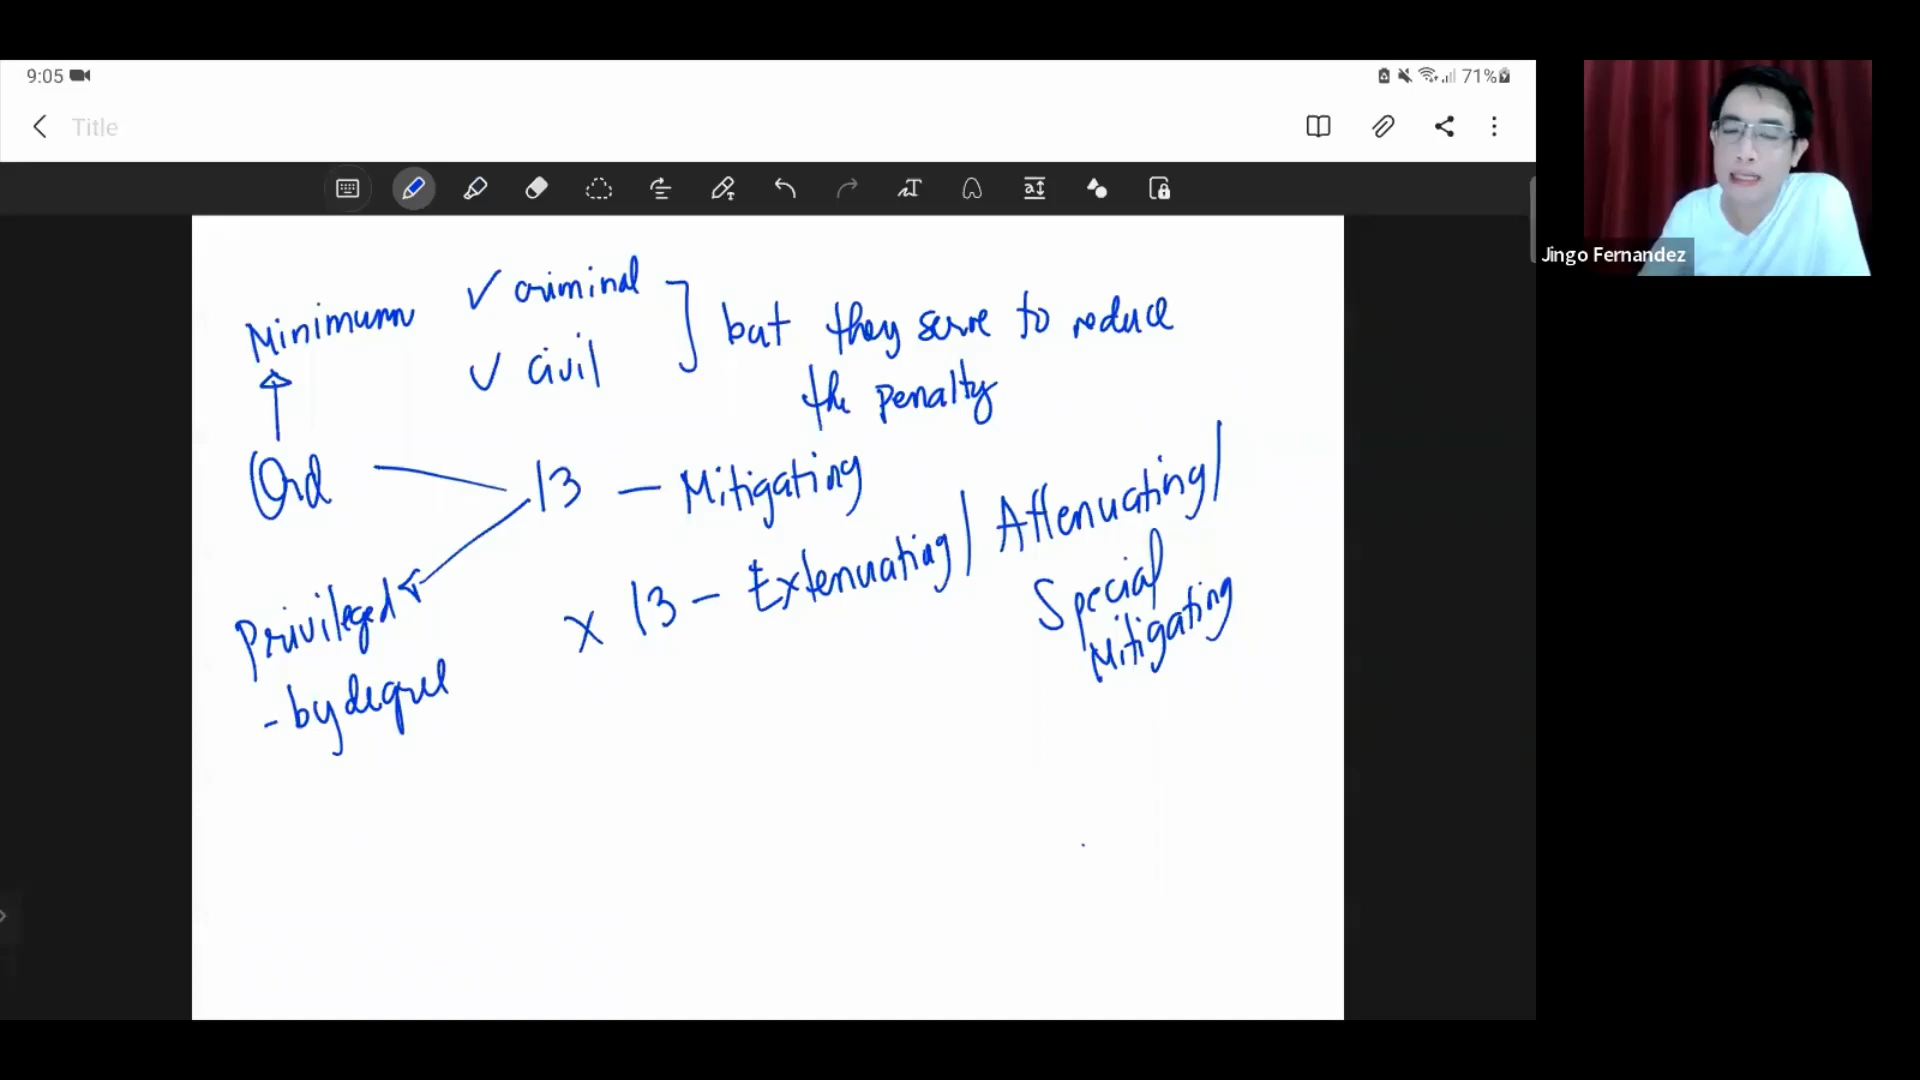 9:05
71%
Title
Jingo Fernandez
Minimum ✓ criminal ] but they serve to reduce
✓ civil the penalty
Ord 13 - Mitigating
x 13 - Extenuating / Attenuating /
Special
Mitigating
Privileged
- by degree